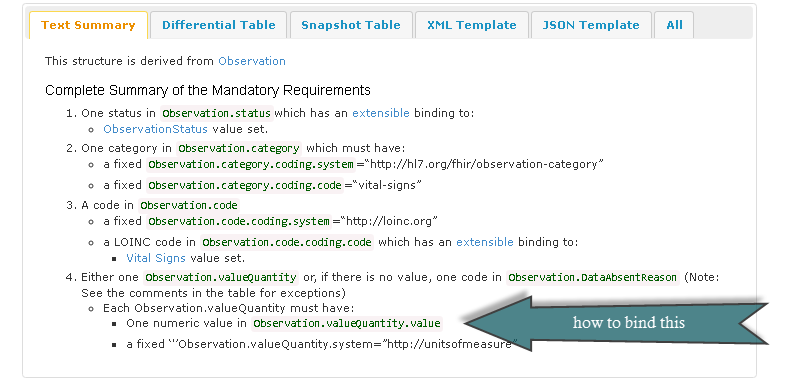 Text Summary Differential Table Snapshot Table XML Template JSON Template All
This structure is derived from Observation
Complete Summary of the Mandatory Requirements
1. One status in Observation.status which has an extensible binding to:
ObservationStatus value set.
2. One category in Observation.category which must have:
a fixed Observation.category.coding.system=“http://hl7.org/fhir/observation-category”
a fixed Observation.category.coding.code=“vital-signs”
3. A code in Observation.code
a fixed Observation.code.coding.system=“http://loinc.org”
a LOINC code in Observation.code.coding.code which has an extensible binding to:
Vital Signs value set.
4. Either one Observation.valueQuantity or, if there is no value, one code in Observation.DataAbsentReason (Note:
See the comments in the table for exceptions)
Each Observation.valueQuantity must have:
One numeric value in Observation.valueQuantity.value
how to bind this
a fixed ``’’Observation.valueQuantity.system=”http://unitsofmeasure”